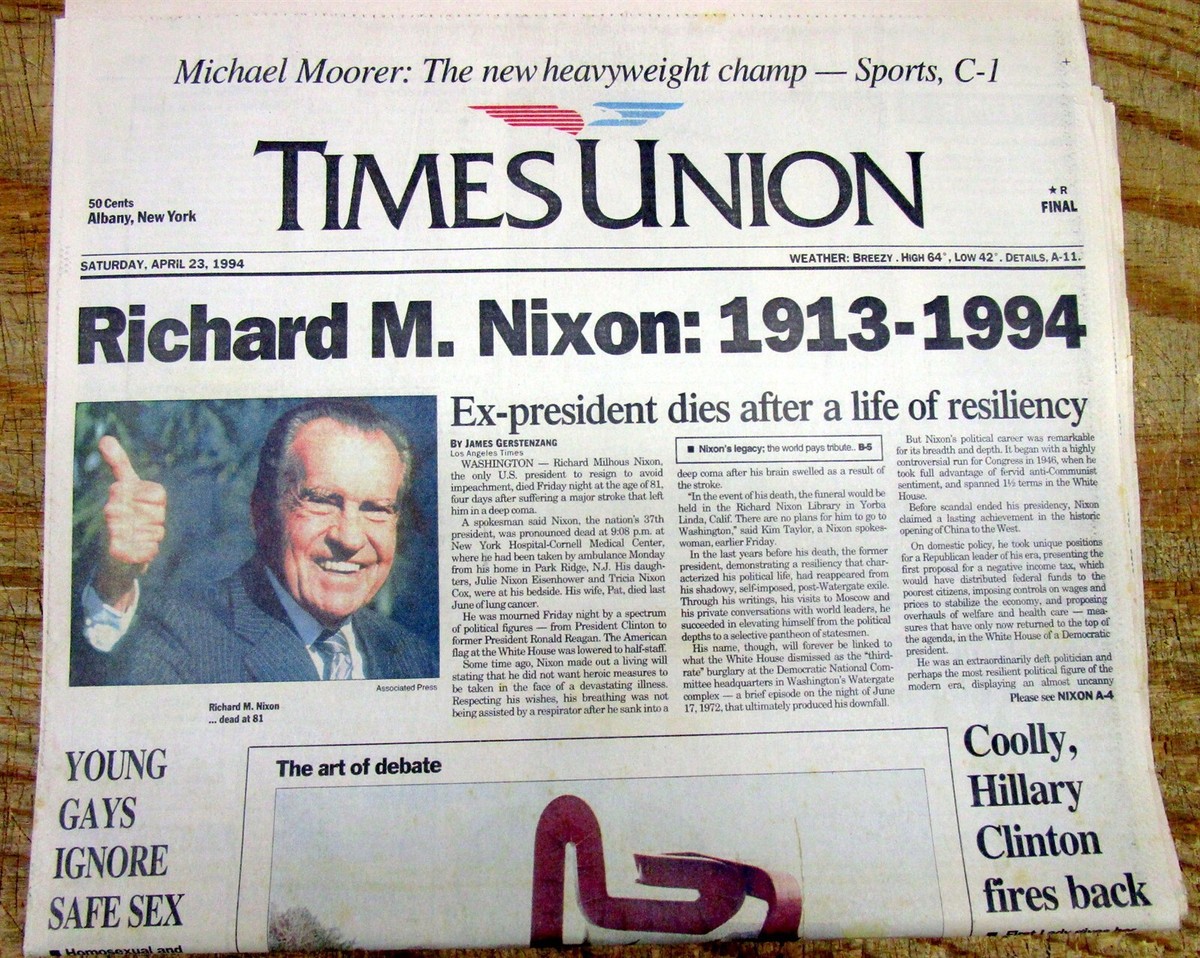 Michael Moorer: The new heavyweight champ — Sports, C-1
TIMES UNION
50 Cents
Albany, New York
★ R
FINAL
SATURDAY, APRIL 23, 1994
WEATHER: BREEZY. HIGH 64°, LOW 42°. DETAILS, A-11.
Richard M. Nixon: 1913-1994
Associated Press
Richard M. Nixon
... dead at 81
Ex-president dies after a life of resiliency
BY JAMES GERSTENZANG
Los Angeles Times
WASHINGTON — Richard Milhous Nixon,
the only U.S. president to resign to avoid
impeachment, died Friday night at the age of 81,
four days after suffering a major stroke that left
him in a deep coma.
A spokesman said Nixon, the nation's 37th
president, was pronounced dead at 9:08 p.m. at
New York Hospital-Cornell Medical Center,
where he had been taken by ambulance Monday
from his home in Park Ridge, N.J. His daugh-
ters, Julie Nixon Eisenhower and Tricia Nixon
Cox, were at his bedside. His wife, Pat, died last
June of lung cancer.
He was mourned Friday night by a spectrum
of political figures — from President Clinton to
former President Ronald Reagan. The American
flag at the White House was lowered to half-staff.
Some time ago, Nixon made out a living will
stating that he did not want heroic measures to
be taken in the face of a devastating illness.
Respecting his wishes, his breathing was not
being assisted by a respirator after he sank into a
■ Nixon's legacy; the world pays tribute.. B-5
deep coma after his brain swelled as a result of
the stroke.
"In the event of his death, the funeral would be
held in the Richard Nixon Library in Yorba
Linda, Calif. There are no plans for him to go to
Washington," said Kim Taylor, a Nixon spokes-
woman, earlier Friday.
In the last years before his death, the former
president, demonstrating a resiliency that char-
acterized his political life, had reappeared from
his shadowy, self-imposed, post-Watergate exile.
Through his writings, his visits to Moscow and
his private conversations with world leaders, he
succeeded in elevating himself from the political
depths to a selective pantheon of statesmen.
His name, though, will forever be linked to
what the White House dismissed as the "third-
rate" burglary at the Democratic National Com-
mittee headquarters in Washington's Watergate
complex — a brief episode on the night of June
17, 1972, that ultimately produced his downfall.
But Nixon's political career was remarkable
for its breadth and depth. It began with a highly
controversial run for Congress in 1946, when he
took full advantage of fervid anti-Communist
sentiment, and spanned 1½ terms in the White
House.
Before scandal ended his presidency, Nixon
claimed a lasting achievement in the historic
opening of China to the West.
On domestic policy, he took unique positions
for a Republican leader of his era, presenting the
first proposal for a negative income tax, which
would have distributed federal funds to the
poorest citizens, imposing controls on wages and
prices to stabilize the economy, and proposing
overhauls of welfare and health care — mea-
sures that have only now returned to the top of
the agenda, in the White House of a Democratic
president.
He was an extraordinarily deft politician and
perhaps the most resilient political figure of the
modern era, displaying an almost uncanny
Please see NIXON A-4
YOUNG
GAYS
IGNORE
SAFE SEX
■ Homosexual and
The art of debate
Coolly,
Hillary
Clinton
fires back
■ First Lady gives her